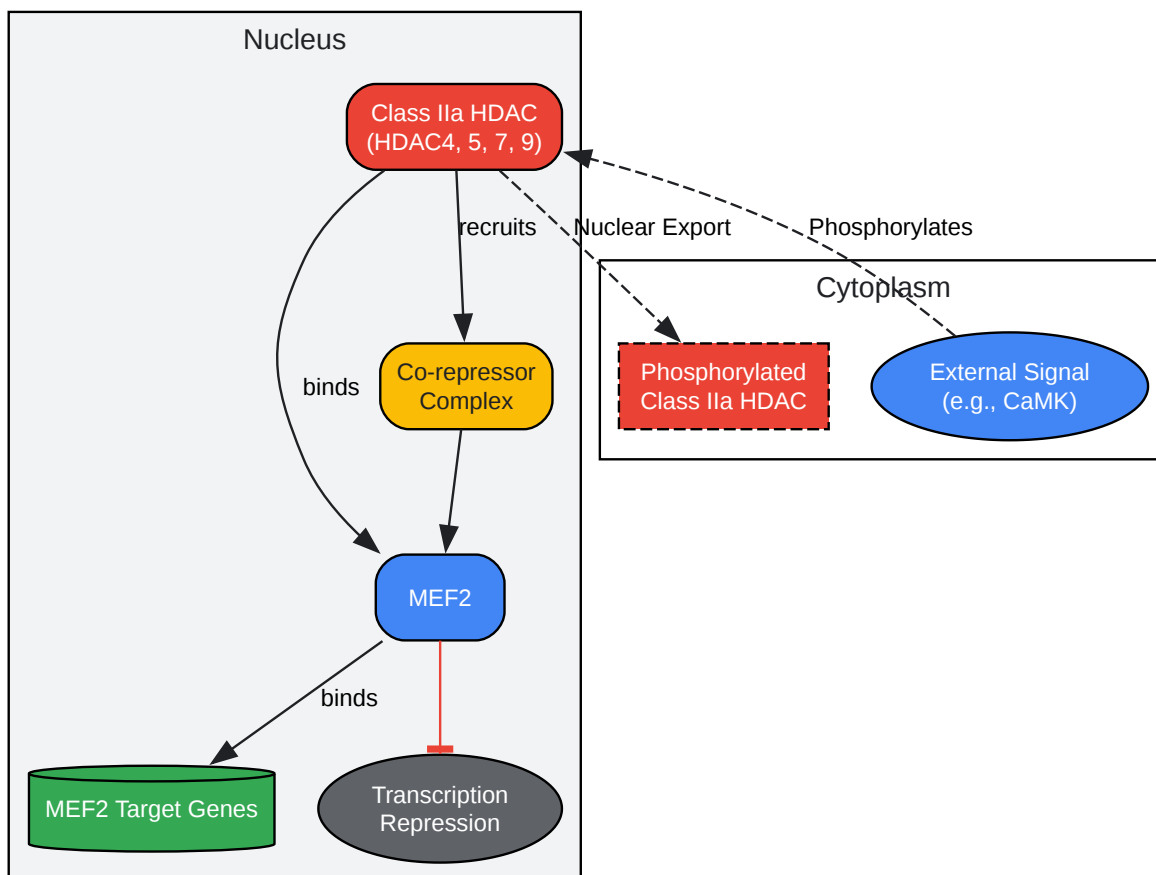 Nucleus
Class IIa HDAC
(HDAC4, 5, 7, 9)
recruits
Nuclear Export
Phosphorylates
Cytoplasm
binds
Co-repressor
Complex
Phosphorylated
Class IIa HDAC
External Signal
(e.g., CaMK)
MEF2
binds
MEF2 Target Genes
Transcription
Repression